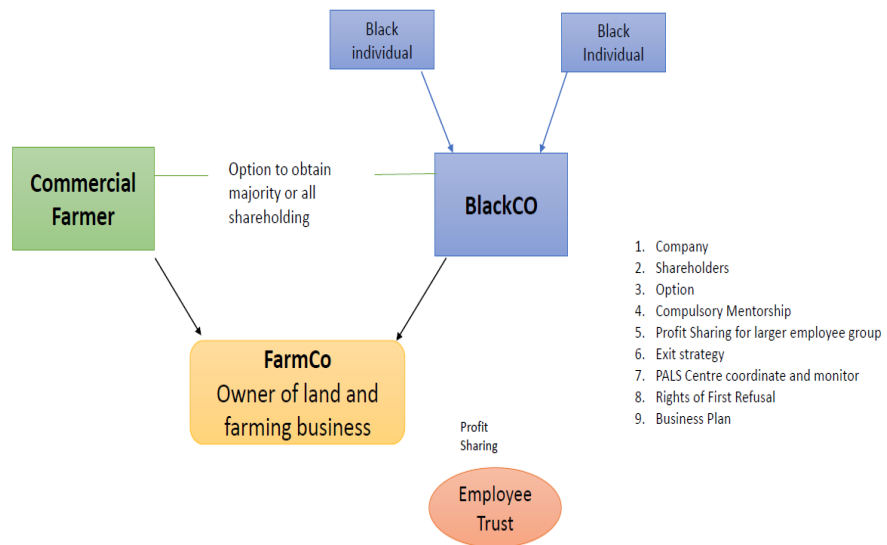 Black
individual
Black
Individual
Commercial
Farmer
Option to obtain
majority or all
shareholding
BlackCO
FarmCo
Owner of land and
farming business
1. Company
2. Shareholders
3. Option
4. Compulsory Mentorship
5. Profit Sharing for larger employee group
6. Exit strategy
7. PALS Centre coordinate and monitor
8. Rights of First Refusal
9. Business Plan
Profit
Sharing
Employee
Trust